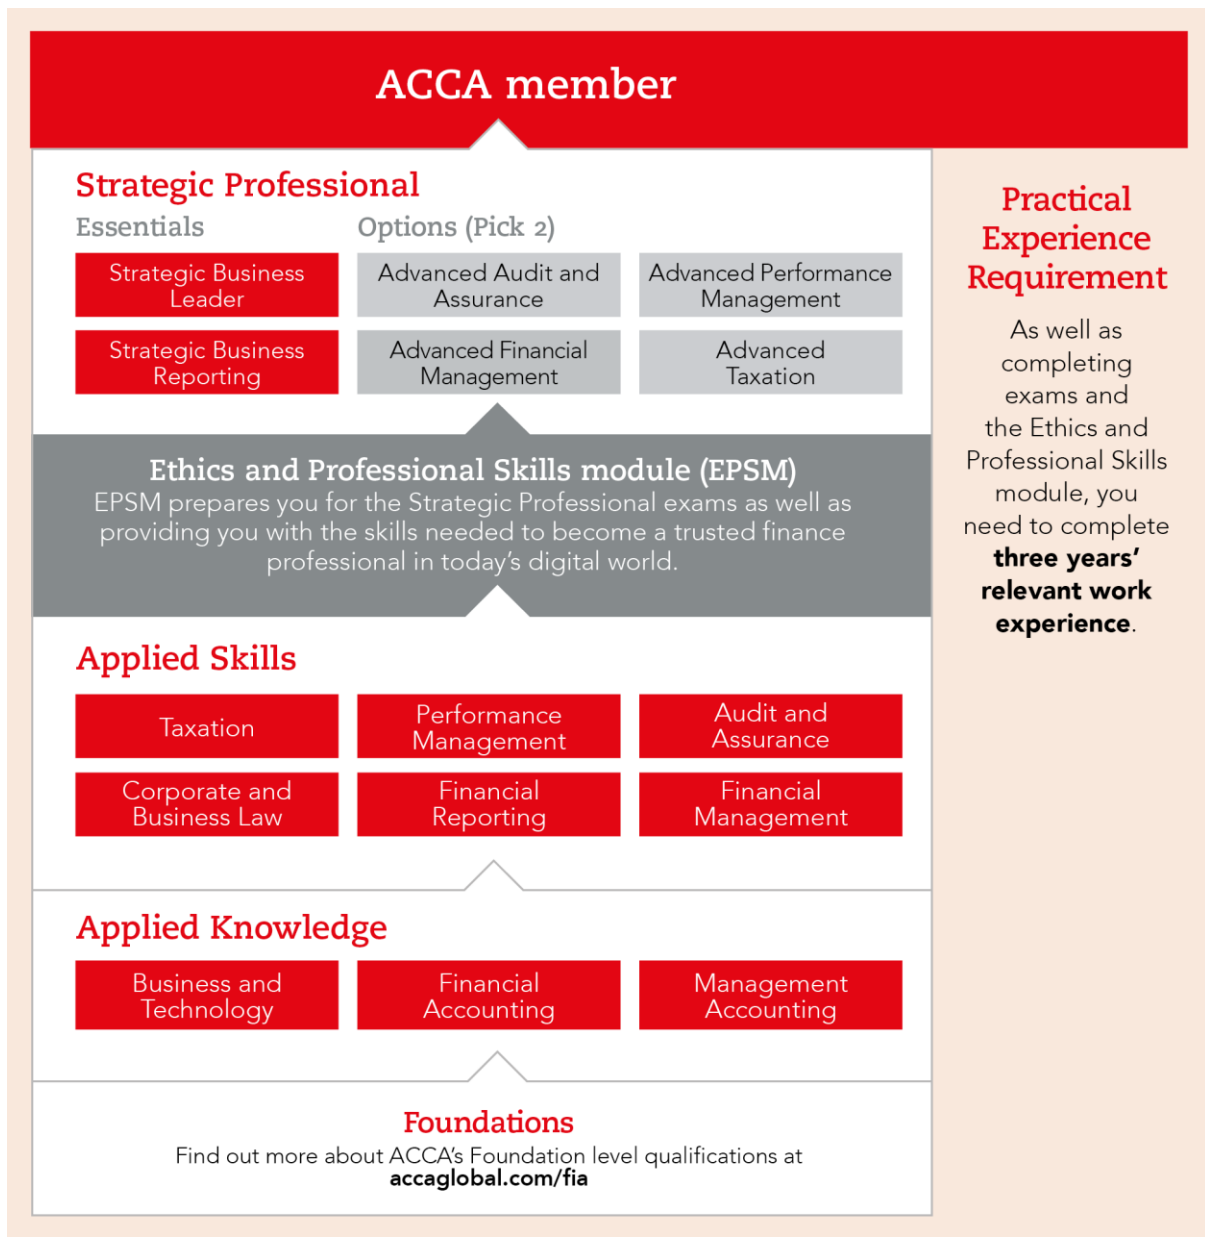 ACCA member
Strategic Professional
Essentials
Options (Pick 2)
Strategic Business
Leader
Advanced Audit and
Assurance
Advanced Performance
Management
Strategic Business
Reporting
Advanced Financial
Management
Advanced
Taxation
Ethics and Professional Skills module (EPSM)
EPSM prepares you for the Strategic Professional exams as well as
providing you with the skills needed to become a trusted finance
professional in today’s digital world.
Applied Skills
Taxation
Performance
Management
Audit and
Assurance
Corporate and
Business Law
Financial
Reporting
Financial
Management
Applied Knowledge
Business and
Technology
Financial
Accounting
Management
Accounting
Foundations
Find out more about ACCA’s Foundation level qualifications at
accaglobal.com/fia
Practical
Experience
Requirement
As well as
completing
exams and
the Ethics and
Professional Skills
module, you
need to complete
three years’
relevant work
experience.